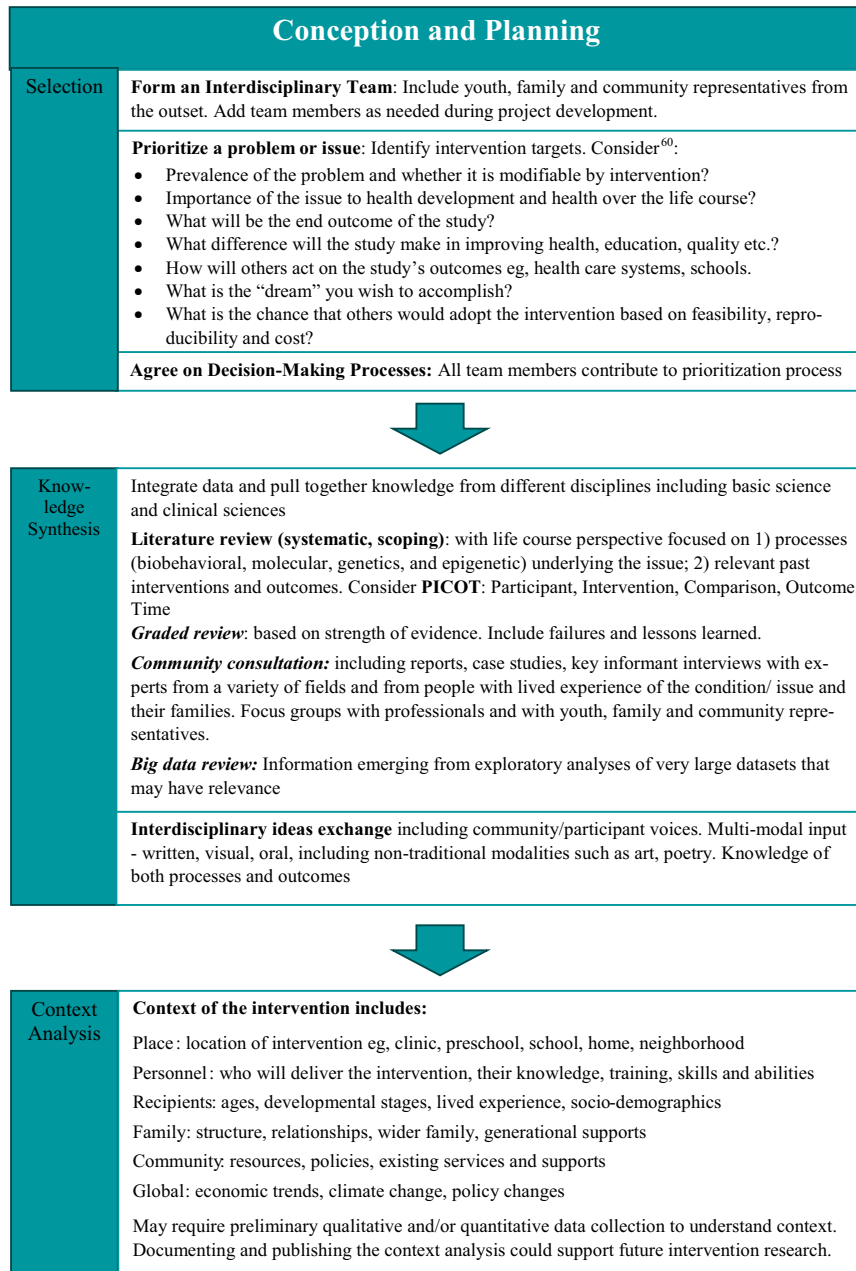 Conception and Planning
Selection
Form an Interdisciplinary Team: Include youth, family and community representatives from
the outset. Add team members as needed during project development.
Prioritize a problem or issue: Identify intervention targets. Consider60:
• Prevalence of the problem and whether it is modifiable by intervention?
• Importance of the issue to health development and health over the life course?
• What will be the end outcome of the study?
• What difference will the study make in improving health, education, quality etc.?
• How will others act on the study’s outcomes eg, health care systems, schools.
• What is the “dream” you wish to accomplish?
• What is the chance that others would adopt the intervention based on feasibility, repro-
ducibility and cost?
Agree on Decision-Making Processes: All team members contribute to prioritization process
Know-
ledge
Synthesis
Integrate data and pull together knowledge from different disciplines including basic science
and clinical sciences
Literature review (systematic, scoping): with life course perspective focused on 1) processes
(biobehavioral, molecular, genetics, and epigenetic) underlying the issue; 2) relevant past
interventions and outcomes. Consider PICOT: Participant, Intervention, Comparison, Outcome
Time
Graded review: based on strength of evidence. Include failures and lessons learned.
Community consultation: including reports, case studies, key informant interviews with ex-
perts from a variety of fields and from people with lived experience of the condition/ issue and
their families. Focus groups with professionals and with youth, family and community repre-
sentatives.
Big data review: Information emerging from exploratory analyses of very large datasets that
may have relevance
Interdisciplinary ideas exchange including community/participant voices. Multi-modal input
- written, visual, oral, including non-traditional modalities such as art, poetry. Knowledge of
both processes and outcomes
Context
Analysis
Context of the intervention includes:
Place: location of intervention eg, clinic, preschool, school, home, neighborhood
Personnel: who will deliver the intervention, their knowledge, training, skills and abilities
Recipients: ages, developmental stages, lived experience, socio-demographics
Family: structure, relationships, wider family, generational supports
Community: resources, policies, existing services and supports
Global: economic trends, climate change, policy changes
May require preliminary qualitative and/or quantitative data collection to understand context.
Documenting and publishing the context analysis could support future intervention research.